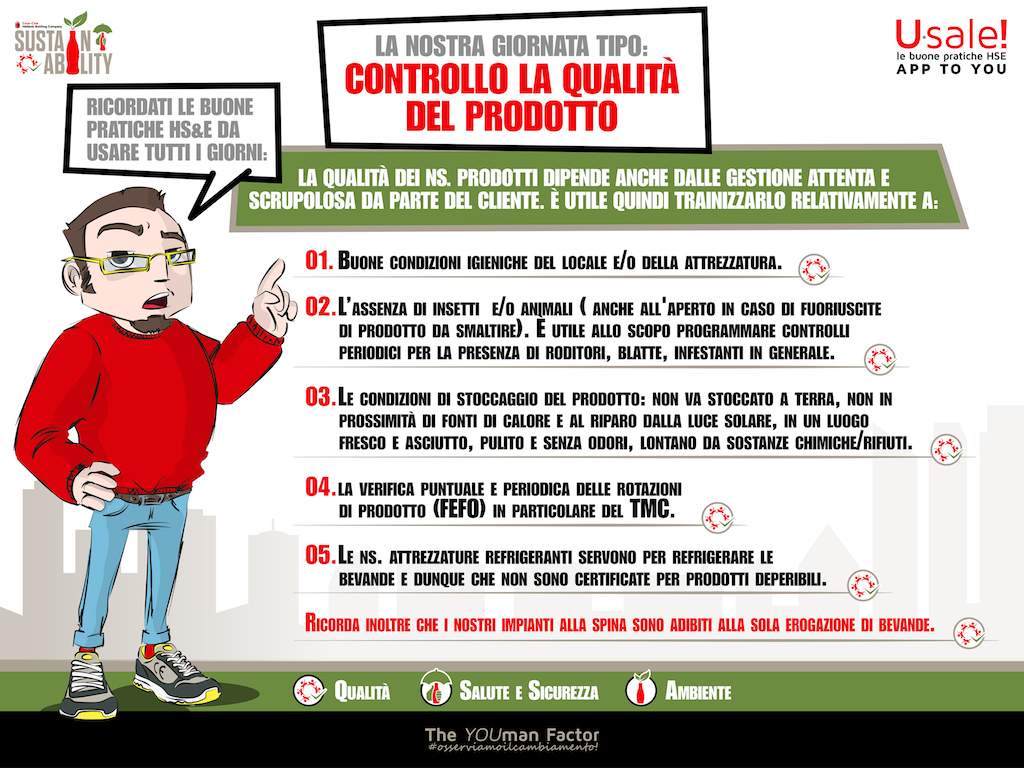 Coca-Cola
Hellenic Bottling Company
SUSTAIN
ABILITY
U·sale!
le buone pratiche HSE
APP TO YOU
LA NOSTRA GIORNATA TIPO:
CONTROLLO LA QUALITÀ
DEL PRODOTTO
RICORDATI LE BUONE
PRATICHE HS&E DA
USARE TUTTI I GIORNI:
LA QUALITÀ DEI NS. PRODOTTI DIPENDE ANCHE DALLE GESTIONE ATTENTA E
SCRUPOLOSA DA PARTE DEL CLIENTE. È UTILE QUINDI TRAINIZZARLO RELATIVAMENTE A:
01. BUONE CONDIZIONI IGIENICHE DEL LOCALE E/O DELLA ATTREZZATURA.
02. L'ASSENZA DI INSETTI E/O ANIMALI ( ANCHE ALL'APERTO IN CASO DI FUORIUSCITE
DI PRODOTTO DA SMALTIRE). È UTILE ALLO SCOPO PROGRAMMARE CONTROLLI
PERIODICI PER LA PRESENZA DI RODITORI, BLATTE, INFESTANTI IN GENERALE.
03. LE CONDIZIONI DI STOCCAGGIO DEL PRODOTTO: NON VA STOCCATO A TERRA, NON IN
PROSSIMITÀ DI FONTI DI CALORE E AL RIPARO DALLA LUCE SOLARE, IN UN LUOGO
FRESCO E ASCIUTTO, PULITO E SENZA ODORI, LONTANO DA SOSTANZE CHIMICHE/RIFIUTI.
04. LA VERIFICA PUNTUALE E PERIODICA DELLE ROTAZIONI
DI PRODOTTO (FEFO) IN PARTICOLARE DEL TMC.
05. LE NS. ATTREZZATURE REFRIGERANTI SERVONO PER REFRIGERARE LE
BEVANDE E DUNQUE CHE NON SONO CERTIFICATE PER PRODOTTI DEPERIBILI.
RICORDA INOLTRE CHE I NOSTRI IMPIANTI ALLA SPINA SONO ADIBITI ALLA SOLA EROGAZIONE DI BEVANDE.
QUALITÀ
SALUTE E SICUREZZA
AMBIENTE
The YOUman Factor
#osserviamoilcambiamento!